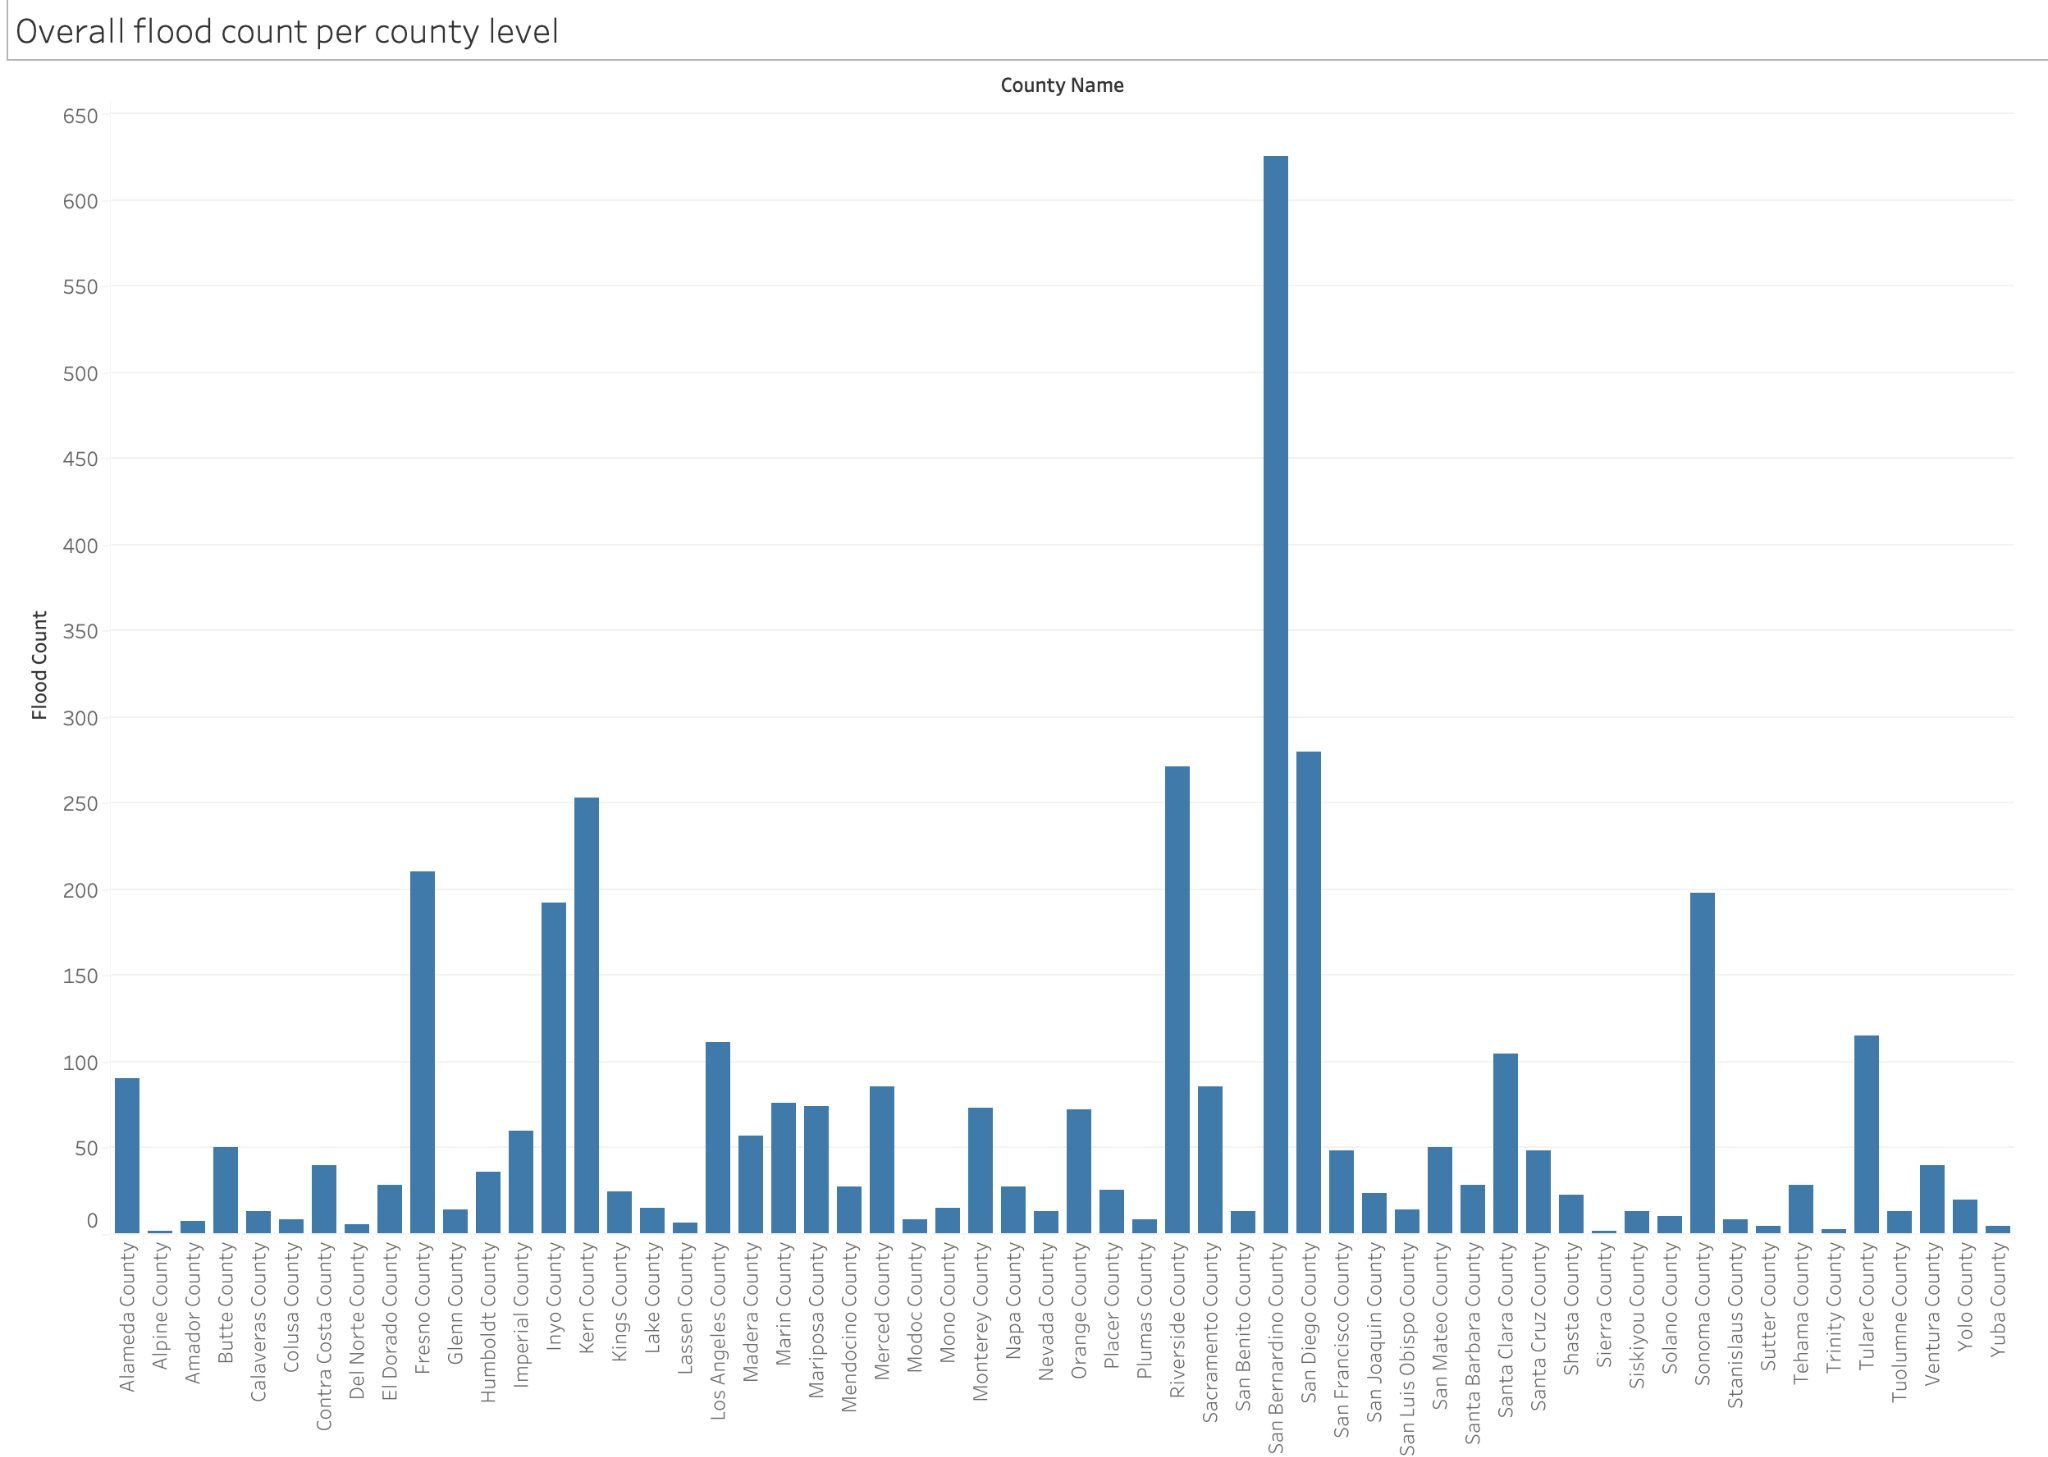 Overall flood count per county level
County Name
650
600
550
500
450
400
350
300
250
200
150
100
50
0
Flood Count
Alameda County
Alpine County
Amador County
Butte County
Calaveras County
Colusa County
Contra Costa County
Del Norte County
El Dorado County
Fresno County
Glenn County
Humboldt County
Imperial County
Inyo County
Kern County
Kings County
Lake County
Lassen County
Los Angeles County
Madera County
Marin County
Mariposa County
Mendocino County
Merced County
Modoc County
Mono County
Monterey County
Napa County
Nevada County
Orange County
Placer County
Plumas County
Riverside County
Sacramento County
San Benito County
San Bernardino County
San Diego County
San Francisco County
San Joaquin County
San Luis Obispo County
San Mateo County
Santa Barbara County
Santa Clara County
Santa Cruz County
Shasta County
Sierra County
Siskiyou County
Solano County
Sonoma County
Stanislaus County
Sutter County
Tehama County
Trinity County
Tulare County
Tuolumne County
Ventura County
Yolo County
Yuba County